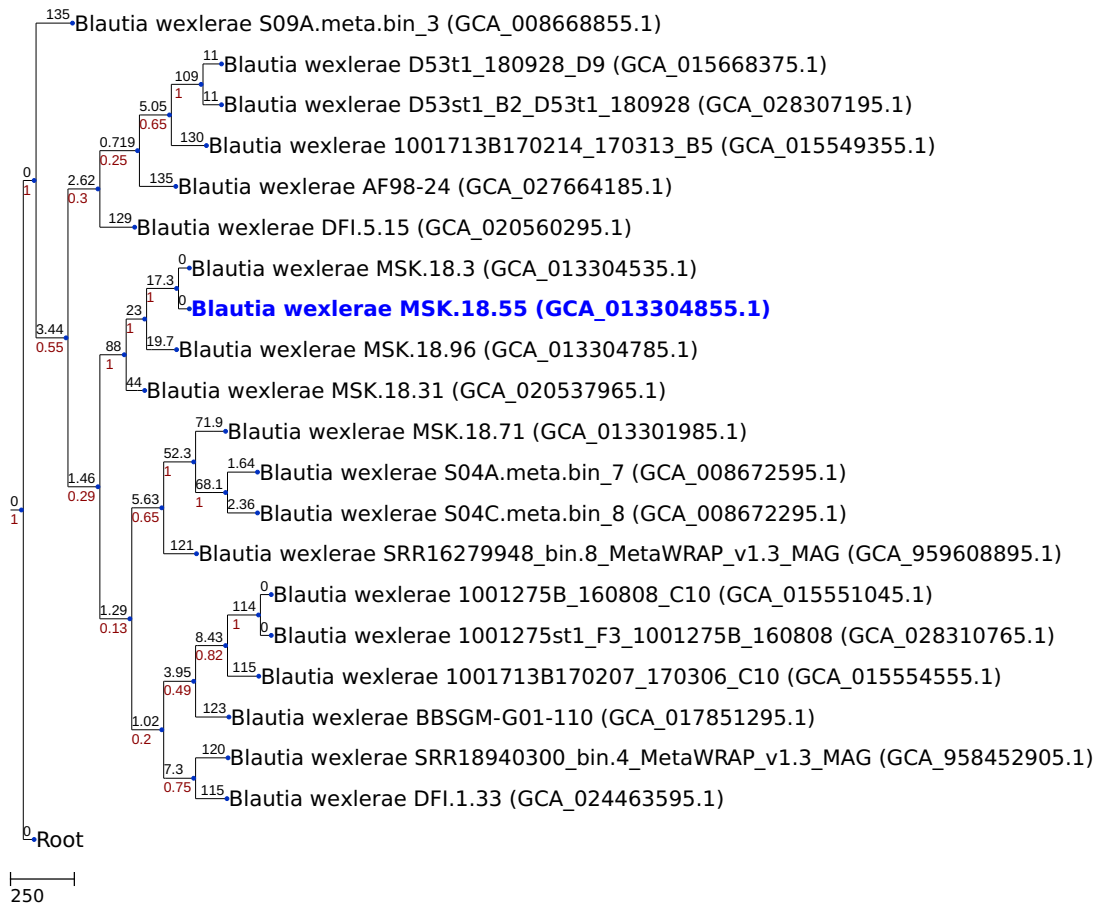 135
Blautia wexlerae S09A.meta.bin_3 (GCA_008668855.1)
11
Blautia wexlerae D53t1_180928_D9 (GCA_015668375.1)
109
1
11
Blautia wexlerae D53st1_B2_D53t1_180928 (GCA_028307195.1)
5.05
0.65
130
Blautia wexlerae 1001713B170214_170313_B5 (GCA_015549355.1)
0.719
0.25
135
Blautia wexlerae AF98-24 (GCA_027664185.1)
0
1
2.62
0.3
129
Blautia wexlerae DFI.5.15 (GCA_020560295.1)
0
Blautia wexlerae MSK.18.3 (GCA_013304535.1)
17.3
1
0
Blautia wexlerae MSK.18.55 (GCA_013304855.1)
23
1
3.44
0.55
19.7
Blautia wexlerae MSK.18.96 (GCA_013304785.1)
88
1
44
Blautia wexlerae MSK.18.31 (GCA_020537965.1)
71.9
Blautia wexlerae MSK.18.71 (GCA_013301985.1)
52.3
1
1.64
Blautia wexlerae S04A.meta.bin_7 (GCA_008672595.1)
1.46
0.29
68.1
1
2.36
Blautia wexlerae S04C.meta.bin_8 (GCA_008672295.1)
0
1
5.63
0.65
121
Blautia wexlerae SRR16279948_bin.8_MetaWRAP_v1.3_MAG (GCA_959608895.1)
0
Blautia wexlerae 1001275B_160808_C10 (GCA_015551045.1)
1.29
0.13
114
1
0
Blautia wexlerae 1001275st1_F3_1001275B_160808 (GCA_028310765.1)
8.43
0.82
115
Blautia wexlerae 1001713B170207_170306_C10 (GCA_015554555.1)
3.95
0.49
123
Blautia wexlerae BBSGM-G01-110 (GCA_017851295.1)
1.02
0.2
120
Blautia wexlerae SRR18940300_bin.4_MetaWRAP_v1.3_MAG (GCA_958452905.1)
7.3
0.75
115
Blautia wexlerae DFI.1.33 (GCA_024463595.1)
0
Root
250